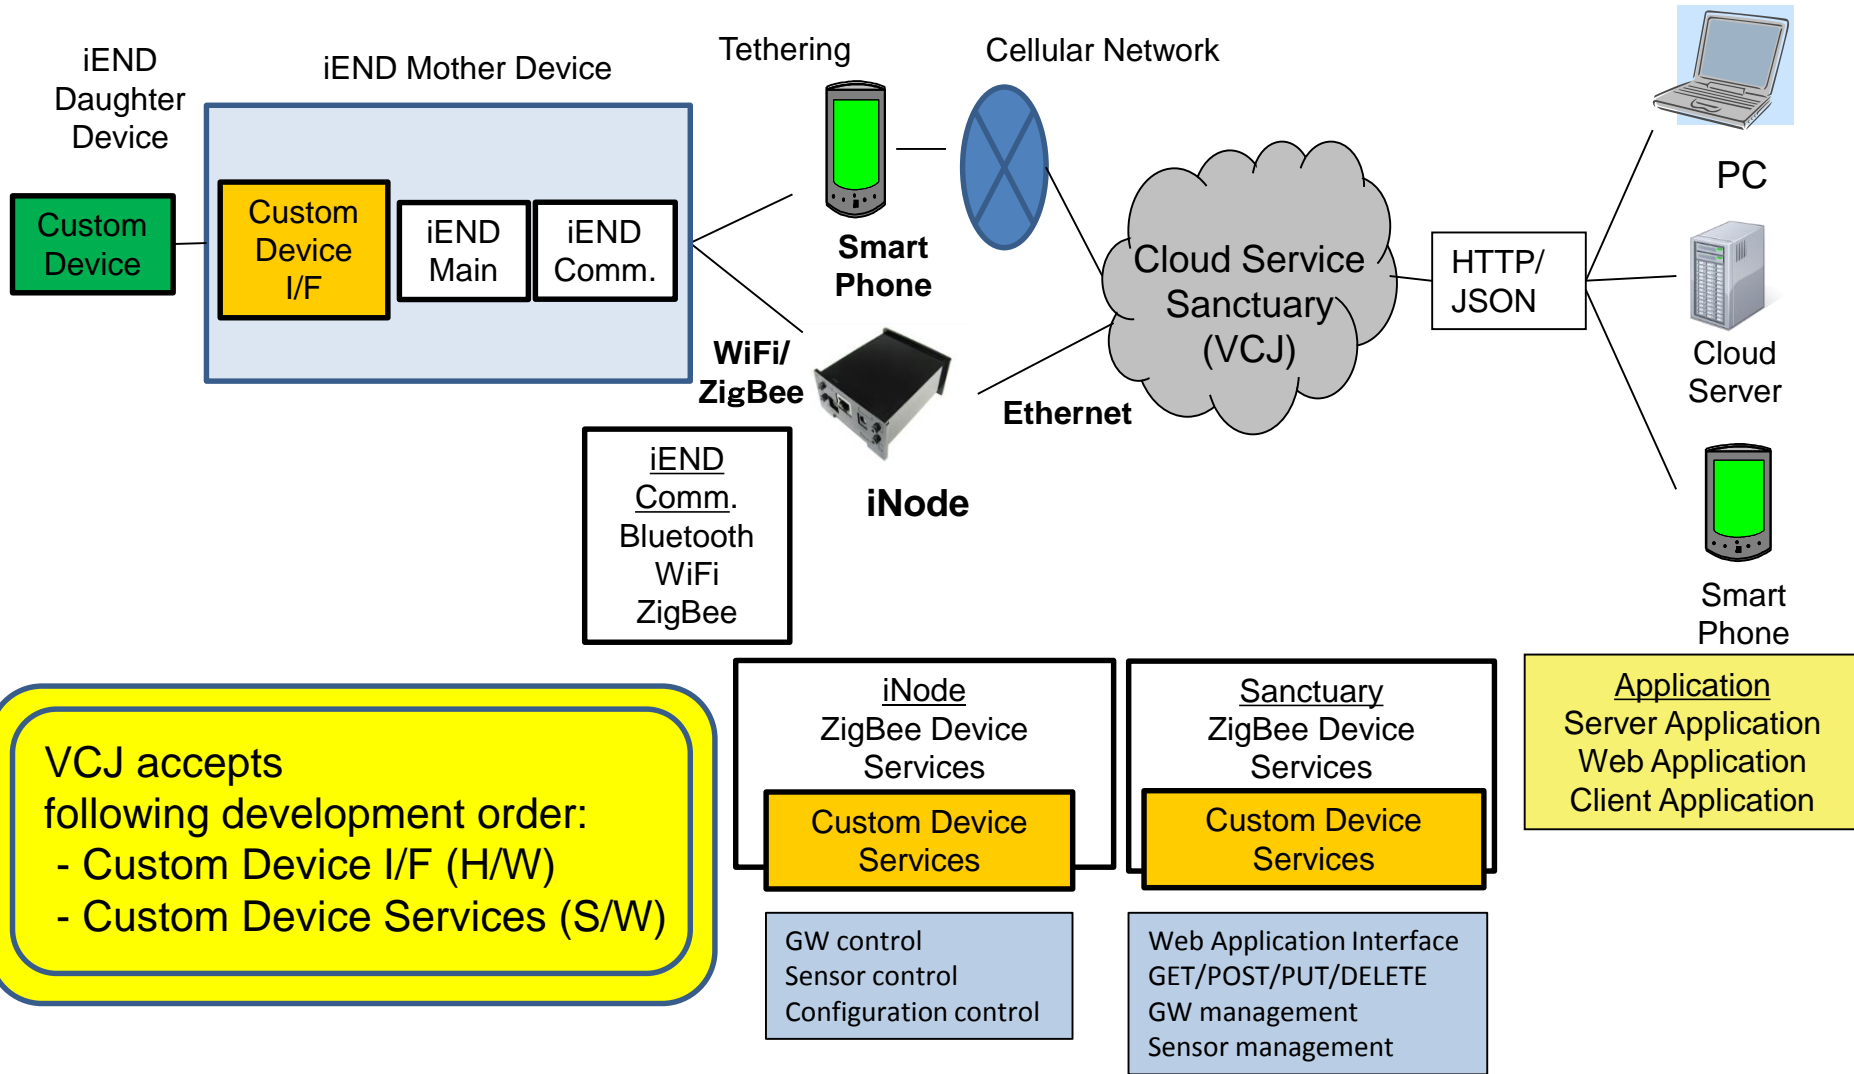 iEND
Daughter
Device
iEND Mother Device
Tethering
Cellular Network
Custom
Device
Custom
Device
I/F
iEND
Main
iEND
Comm.
Smart
Phone
WiFi/
ZigBee
iNode
Ethernet
Cloud Service
Sanctuary
(VCJ)
HTTP/
JSON
PC
Cloud
Server
Smart
Phone
iEND
Comm.
Bluetooth
WiFi
ZigBee
VCJ accepts
following development order:
- Custom Device I/F (H/W)
- Custom Device Services (S/W)
iNode
ZigBee Device
Services
Custom Device
Services
GW control
Sensor control
Configuration control
Sanctuary
ZigBee Device
Services
Custom Device
Services
Web Application Interface
GET/POST/PUT/DELETE
GW management
Sensor management
Application
Server Application
Web Application
Client Application